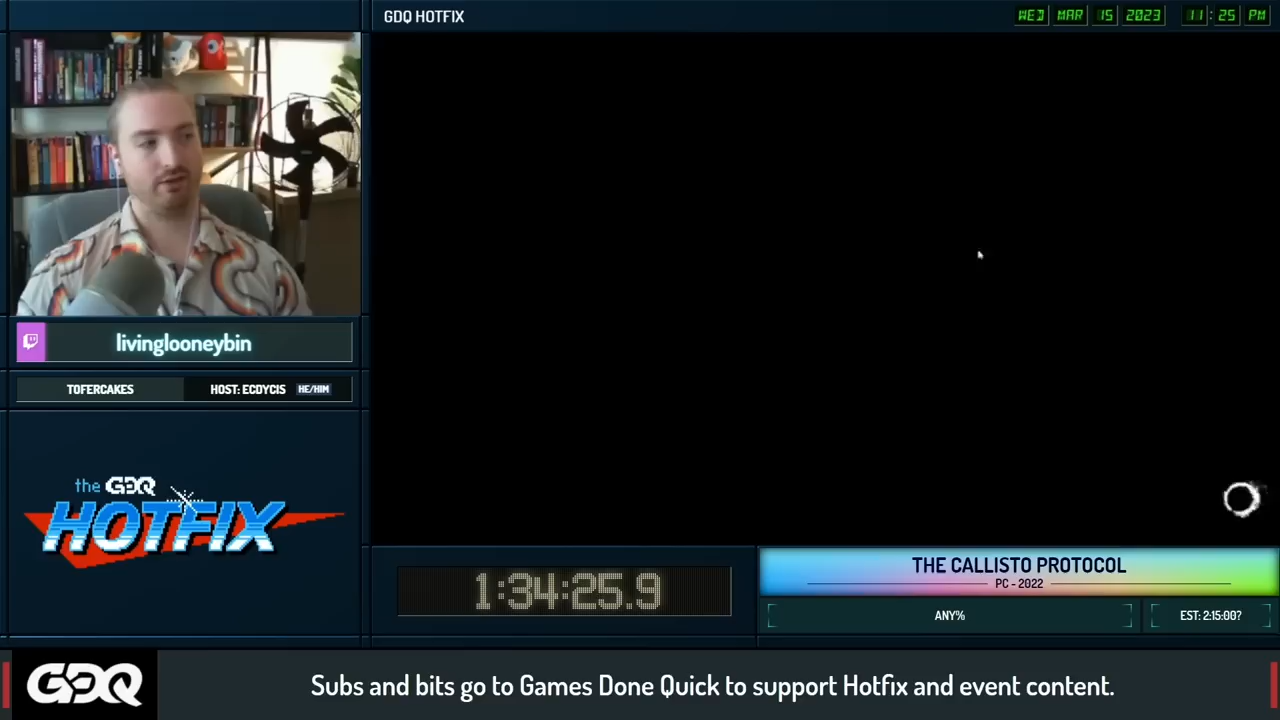 GDQ HOTFIX
WED MAR 15 2023 11:25 PM
livinglooneybin
TOFERCAKES
HOST: ECDYCIS HE/HIM
the GDQ
HOTFIX
1:34:25.9
THE CALLISTO PROTOCOL
PC - 2022
ANY%
EST: 2:15:00?
GDQ
Subs and bits go to Games Done Quick to support Hotfix and event content.